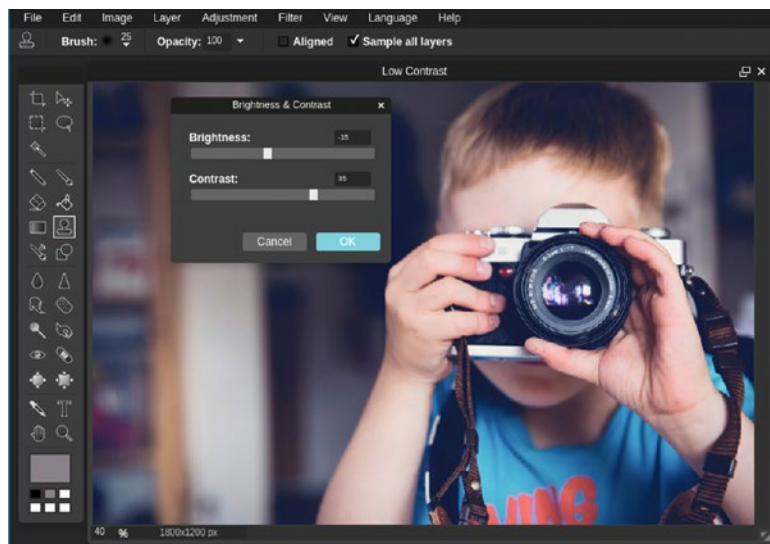 File Edit Image Layer Adjustment Filter View Language Help
Brush: 25 Opacity: 100 Aligned Sample all layers
Low Contrast
Brightness & Contrast
Brightness: -35
Contrast: 35
Cancel OK
40 % 1800x1200 px